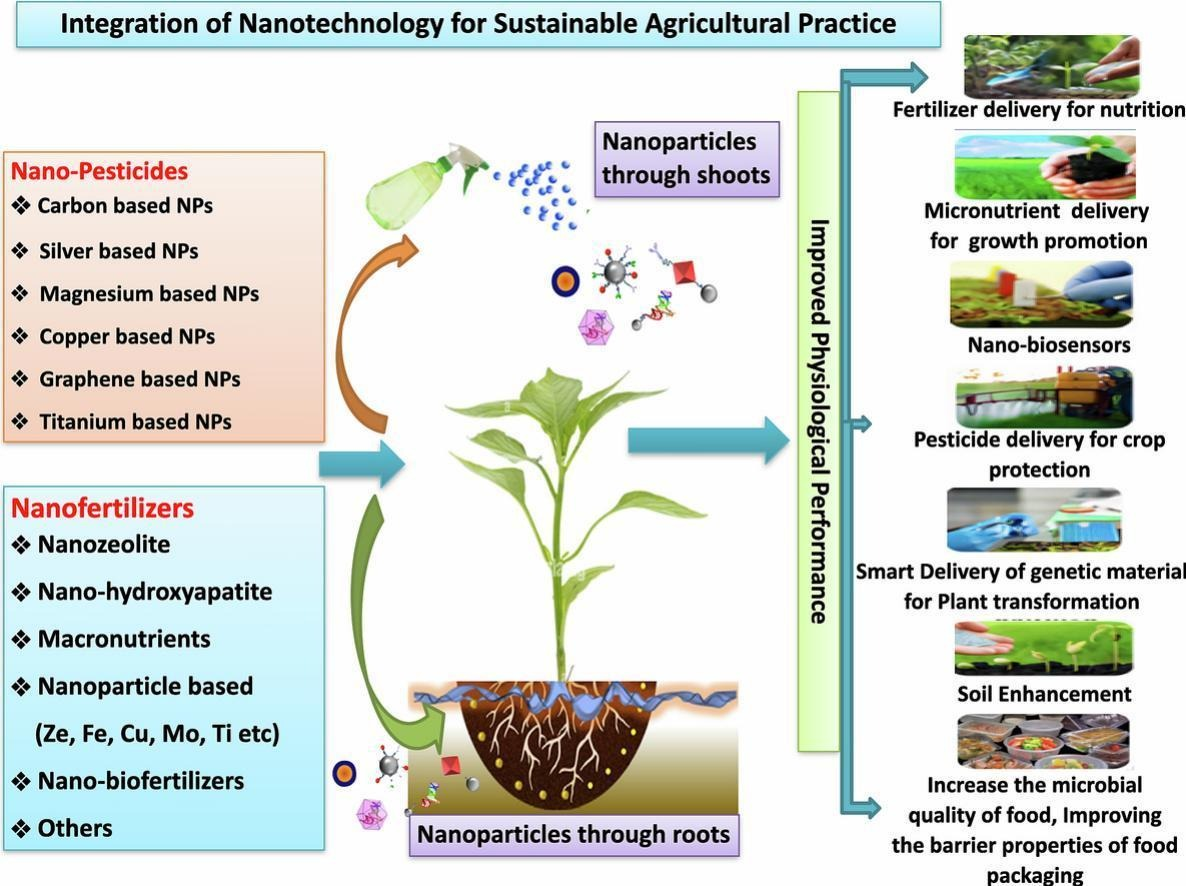 Integration of Nanotechnology for Sustainable Agricultural Practice
Nano-Pesticides
❖ Carbon based NPs
❖ Silver based NPs
❖ Magnesium based NPs
❖ Copper based NPs
❖ Graphene based NPs
❖ Titanium based NPs
Nanofertilizers
❖ Nanozeolite
❖ Nano-hydroxyapatite
❖ Macronutrients
❖ Nanoparticle based
(Ze, Fe, Cu, Mo, Ti etc)
❖ Nano-biofertilizers
❖ Others
Nanoparticles
through shoots
Nanoparticles through roots
Improved Physiological Performance
Fertilizer delivery for nutrition
Micronutrient delivery
for growth promotion
Nano-biosensors
Pesticide delivery for crop
protection
Smart Delivery of genetic material
for Plant transformation
Soil Enhancement
Increase the microbial
quality of food, Improving
the barrier properties of food
packaging